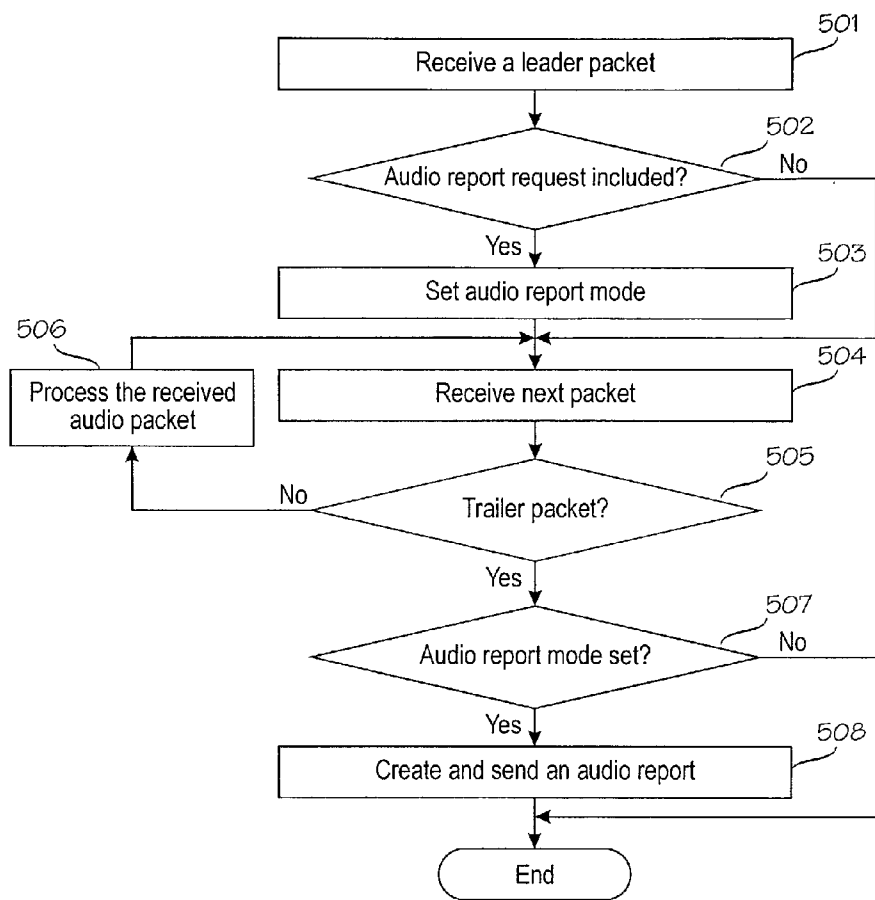 501
Receive a leader packet
502
Audio report request included?
No
Yes
503
Set audio report mode
506
504
Process the received
audio packet
Receive next packet
505
No
Trailer packet?
Yes
507
Audio report mode set?
No
Yes
508
Create and send an audio report
End